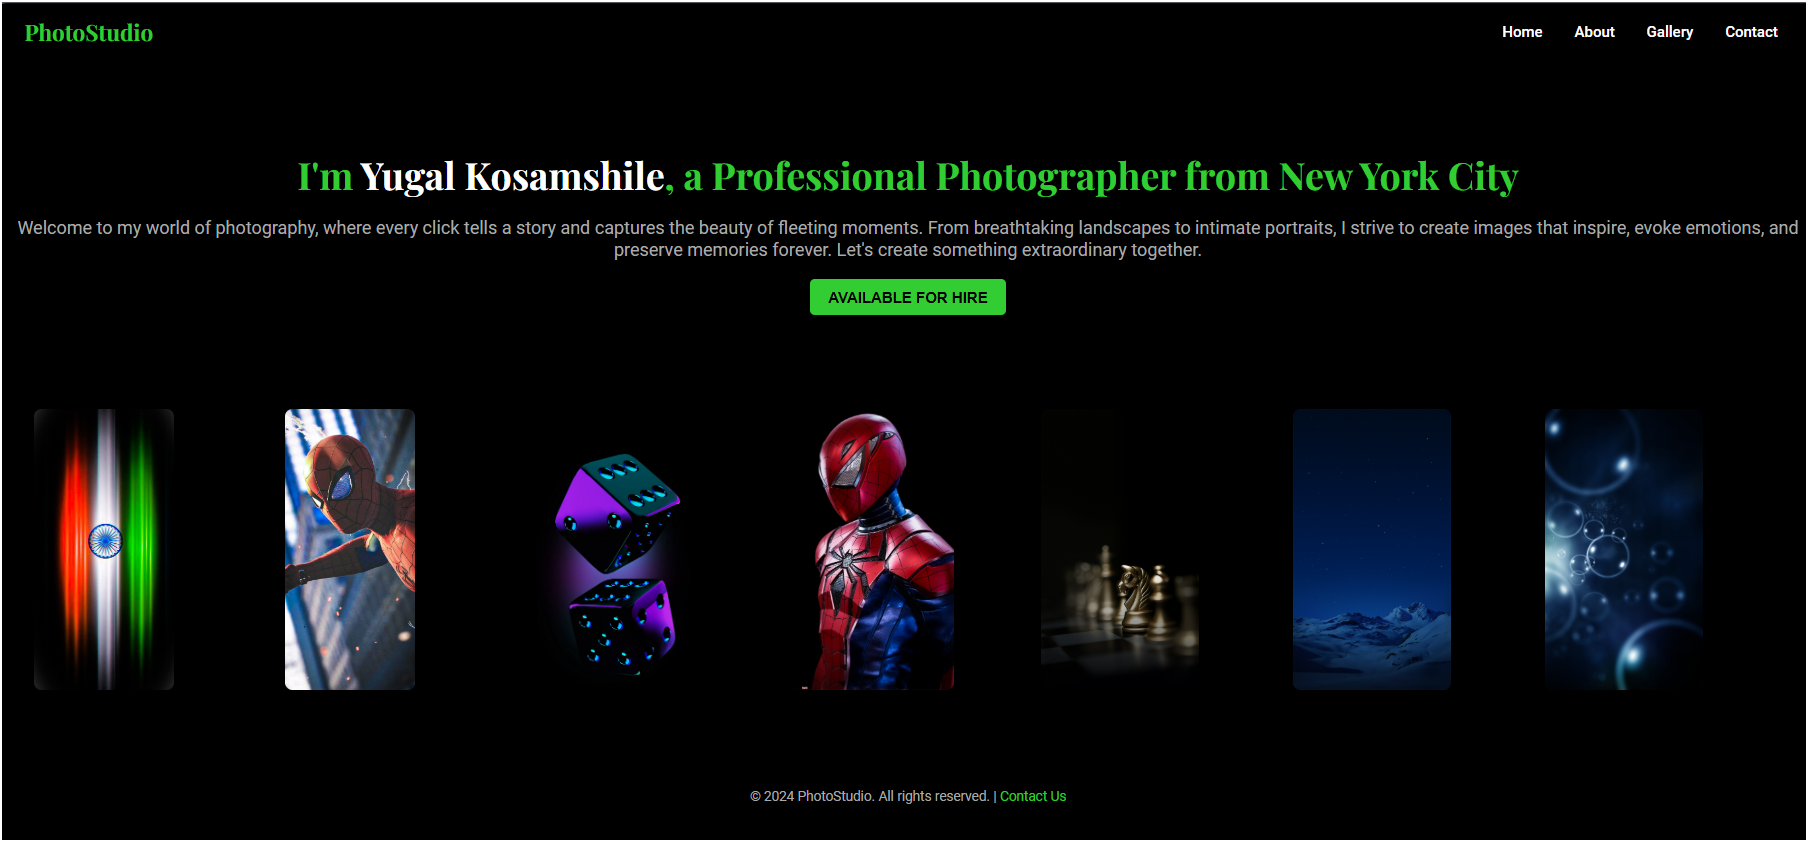 PhotoStudio
Home About Gallery Contact
I'm Yugal Kosamshile, a Professional Photographer from New York City
Welcome to my world of photography, where every click tells a story and captures the beauty of fleeting moments. From breathtaking landscapes to intimate portraits, I strive to create images that inspire, evoke emotions, and
preserve memories forever. Let's create something extraordinary together.
AVAILABLE FOR HIRE
© 2024 PhotoStudio. All rights reserved. | Contact Us